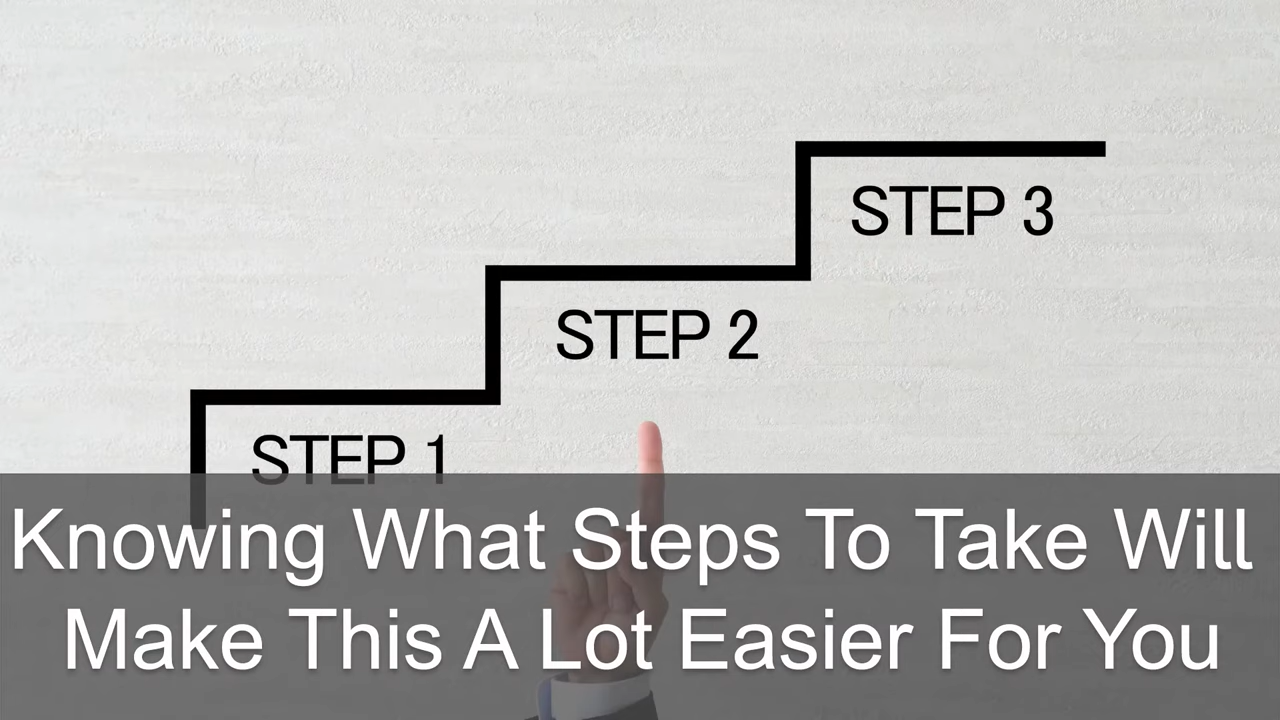 STEP 3
STEP 2
STEP 1
Knowing What Steps To Take Will
Make This A Lot Easier For You